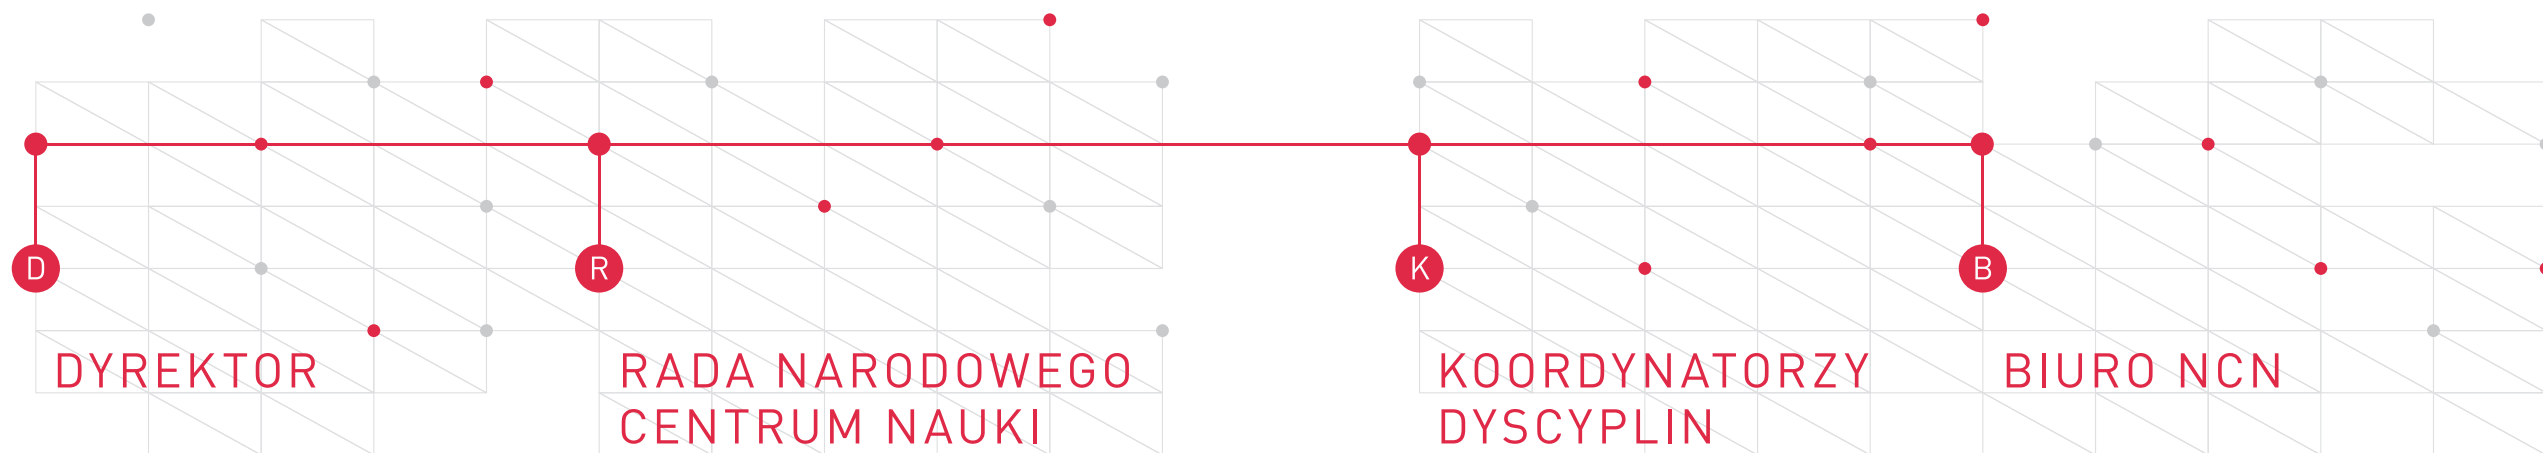 D
R
K
B
DYREKTOR
RADA NARODOWEGO
CENTRUM NAUKI
KOORDYNATORZY
DYSCYPLIN
BIURO NCN